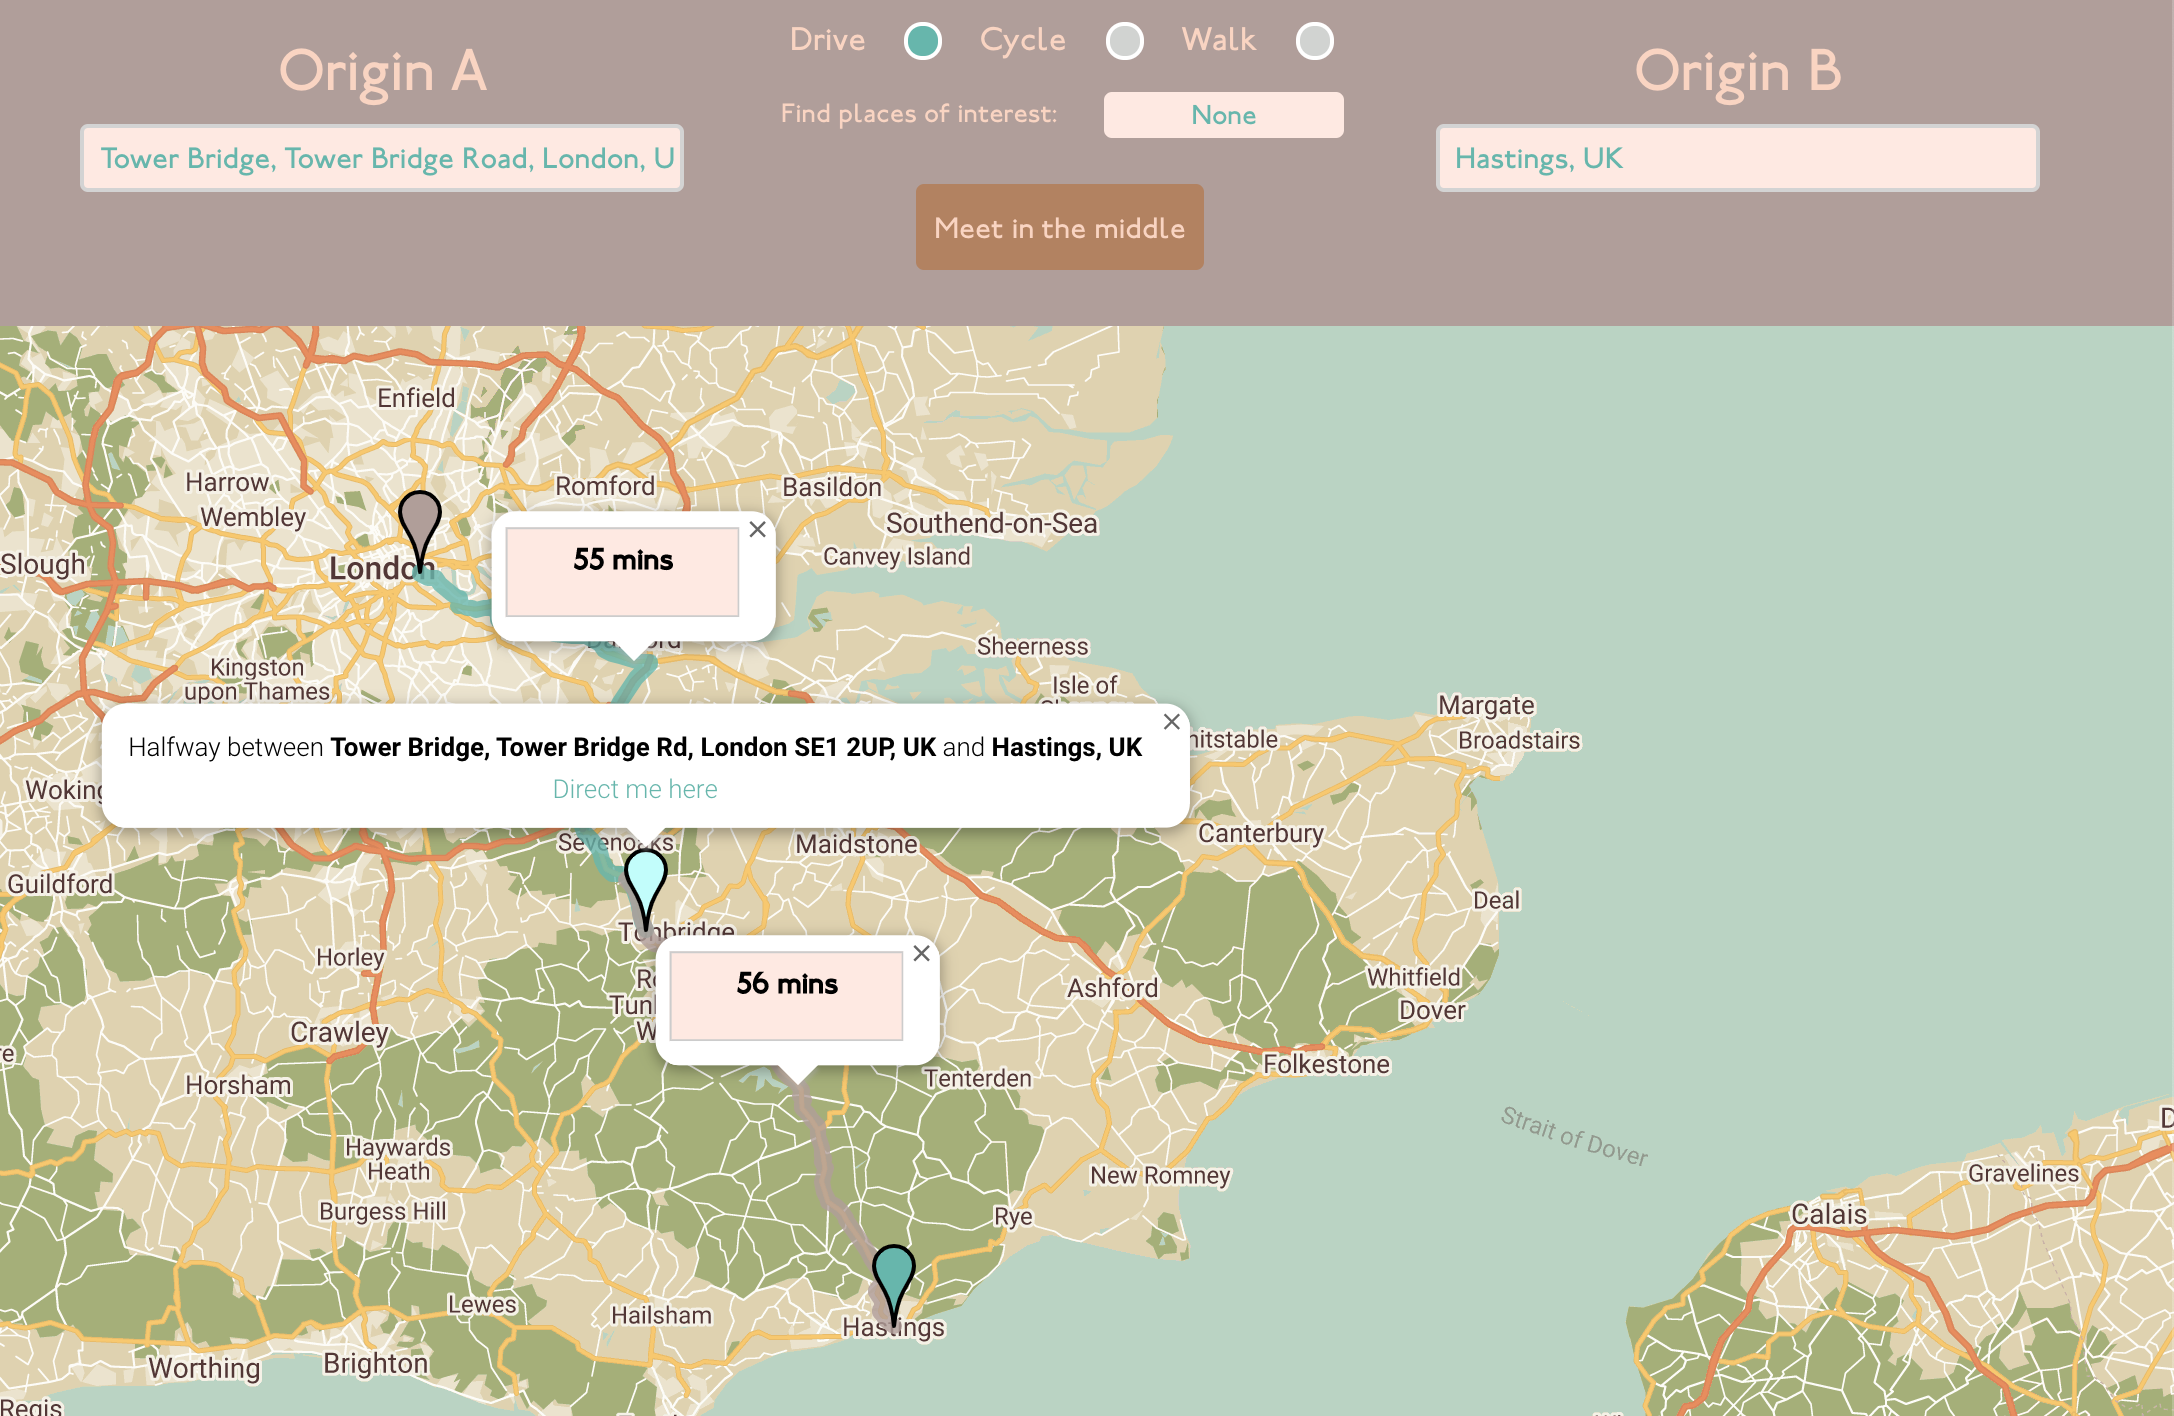 Origin A
Tower Bridge, Tower Bridge Road, London, U
Drive
Cycle
Walk
Find places of interest:
None
Meet in the middle
Origin B
Hastings, UK
Enfield
Harrow
Romford
Basildon
Wembley
Southend-on-Sea
Slough
London
Canvey Island
55 mins
Sheerness
Kingston
upon Thames
Isle of
Margate
Broadstairs
Halfway between Tower Bridge, Tower Bridge Rd, London SE1 2UP, UK and Hastings, UK
Direct me here
Woking
Canterbury
Sevenoaks
Maidstone
Guildford
Deal
Tonbridge
Horley
56 mins
Whitfield
Ashford
Dover
Crawley
Folkestone
Horsham
Tenterden
Strait of Dover
Haywards
Heath
New Romney
Gravelines
Burgess Hill
Rye
Calais
Lewes
Hailsham
Hastings
Worthing
Brighton
Regis